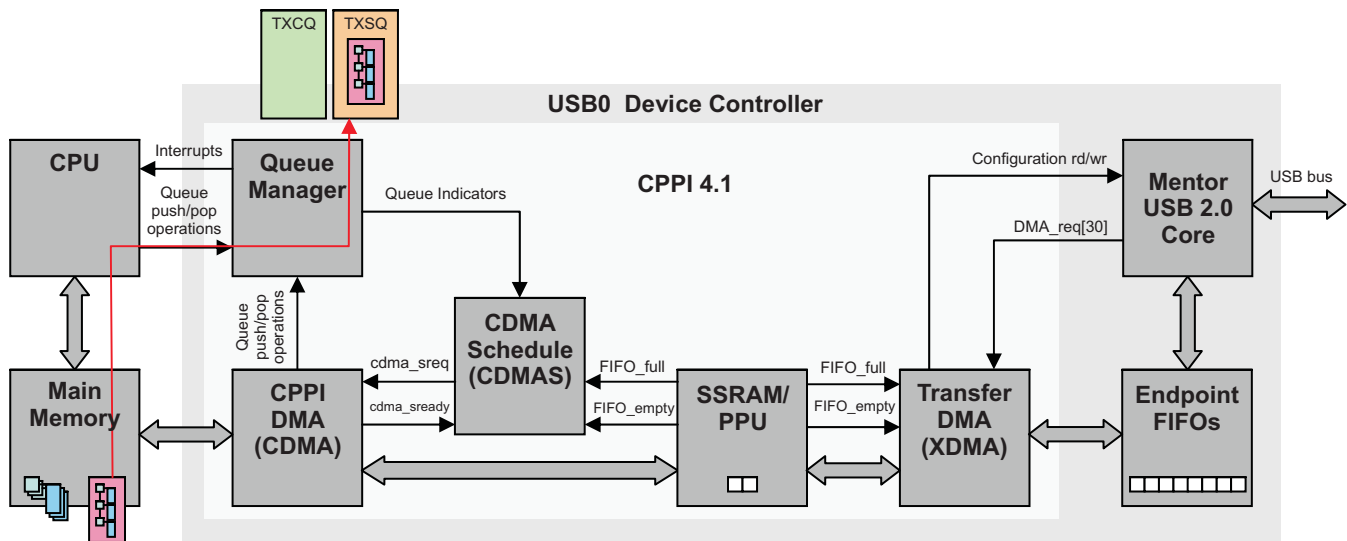 TXCQ
TXSQ
USB0 Device Controller
CPU
Interrupts
Queue
push/pop
operations
Queue
Manager
Queue Indicators
CPPI 4.1
Configuration rd/wr
DMA_req[30]
Mentor
USB 2.0
Core
USB bus
Queue
push/pop
operations
CDMA
Schedule
(CDMAS)
cdma_sreq
cdma_sready
FIFO_full
FIFO_empty
FIFO_full
FIFO_empty
Main
Memory
CPPI
DMA
(CDMA)
SSRAM/
PPU
Transfer
DMA
(XDMA)
Endpoint
FIFOs